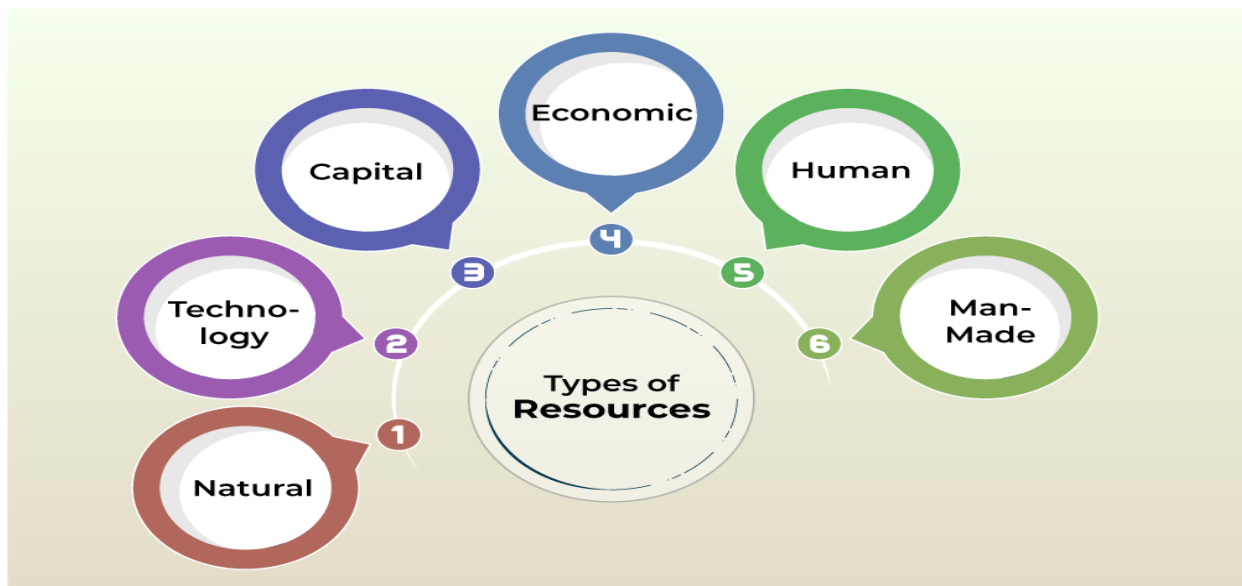 Economic
4
Capital
3
Human
5
Techno-
logy
2
Man-
Made
6
Natural
1
Types of
Resources